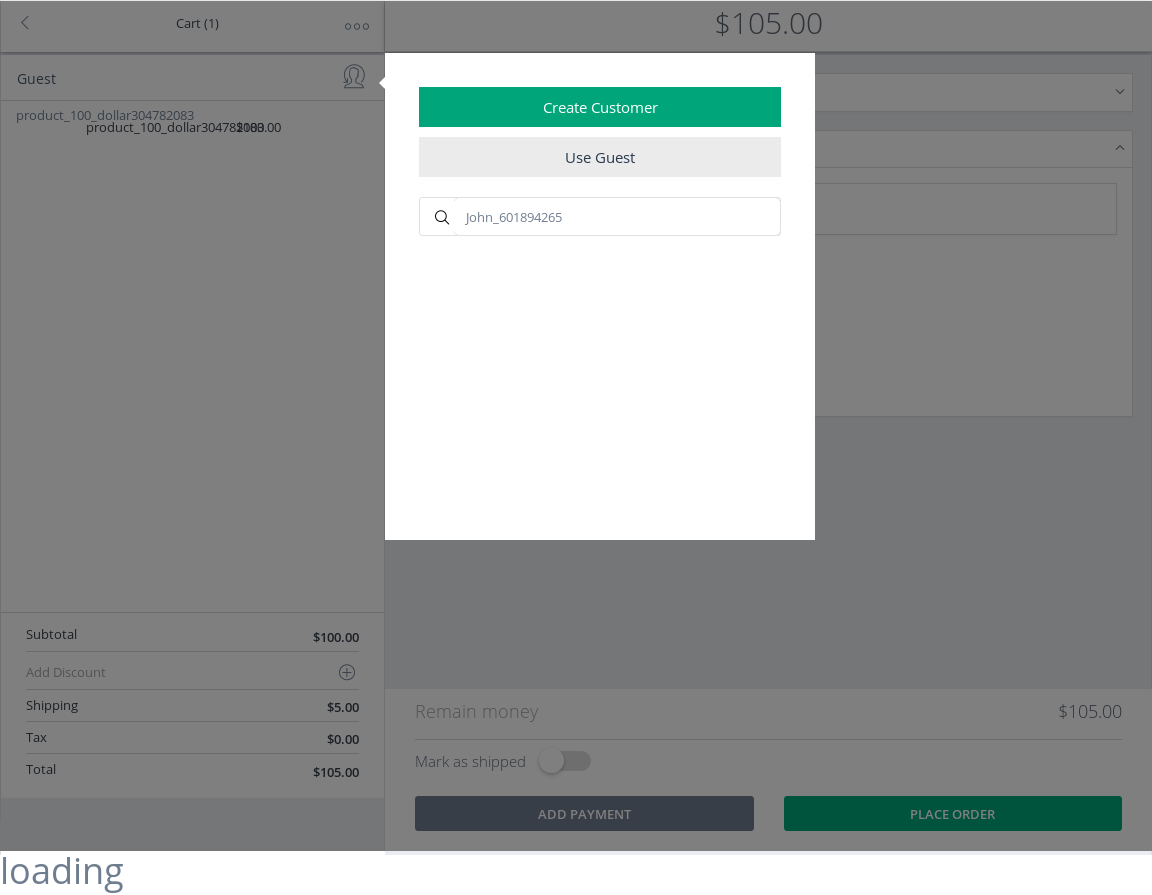 Cart (1)
$105.00
Guest
product_100_dollar304782083
product_100_dollar304782083
$100.00
Create Customer
Use Guest
John_601894265
Subtotal $100.00
Add Discount
Shipping $5.00
Tax $0.00
Total $105.00
Remain money $105.00
Mark as shipped
ADD PAYMENT PLACE ORDER
loading